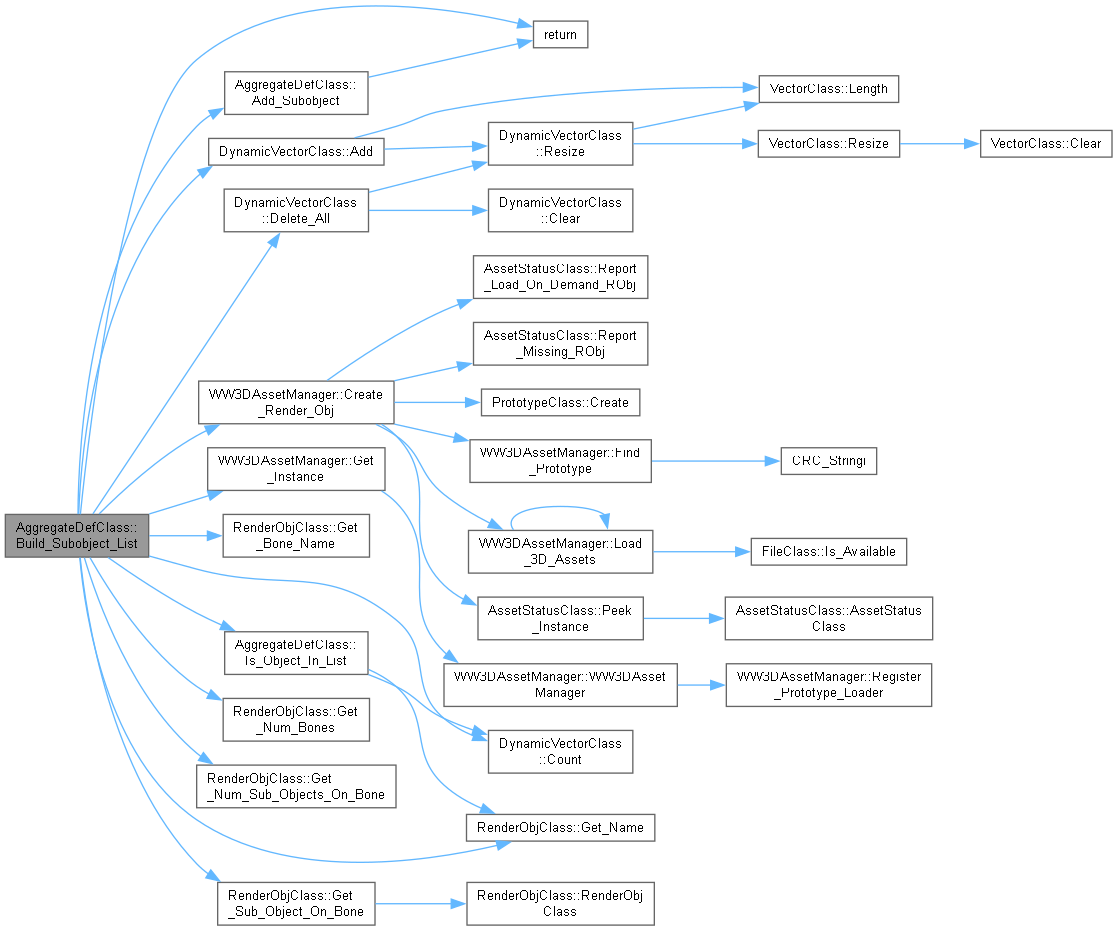 return
AggregateDefClass::
Add_Subobject
VectorClass::Length
DynamicVectorClass::Add
DynamicVectorClass
::Resize
VectorClass::Resize
VectorClass::Clear
DynamicVectorClass
::Delete_All
DynamicVectorClass
::Clear
AssetStatusClass::Report
_Load_On_Demand_RObj
AssetStatusClass::Report
_Missing_RObj
WW3DAssetManager::Create
_Render_Obj
PrototypeClass::Create
WW3DAssetManager::Find
_Prototype
CRC_Stringi
WW3DAssetManager::Get
_Instance
AggregateDefClass::
Build_Subobject_List
RenderObjClass::Get
_Bone_Name
WW3DAssetManager::Load
_3D_Assets
FileClass::Is_Available
AssetStatusClass::Peek
_Instance
AssetStatusClass::AssetStatus
Class
AggregateDefClass::
Is_Object_In_List
WW3DAssetManager::WW3DAsset
Manager
WW3DAssetManager::Register
_Prototype_Loader
RenderObjClass::Get
_Num_Bones
DynamicVectorClass
::Count
RenderObjClass::Get
_Num_Sub_Objects_On_Bone
RenderObjClass::Get_Name
RenderObjClass::Get
_Sub_Object_On_Bone
RenderObjClass::RenderObj
Class